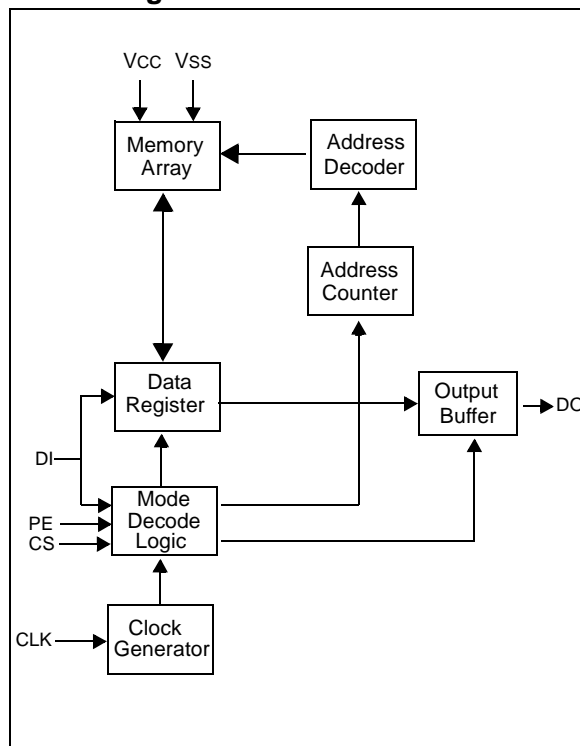 VCC VSS
Memory
Array
Address
Decoder
Address
Counter
Data
Register
Output
Buffer
DI
Mode
Decode
Logic
PE
CS
CLK
Clock
Generator